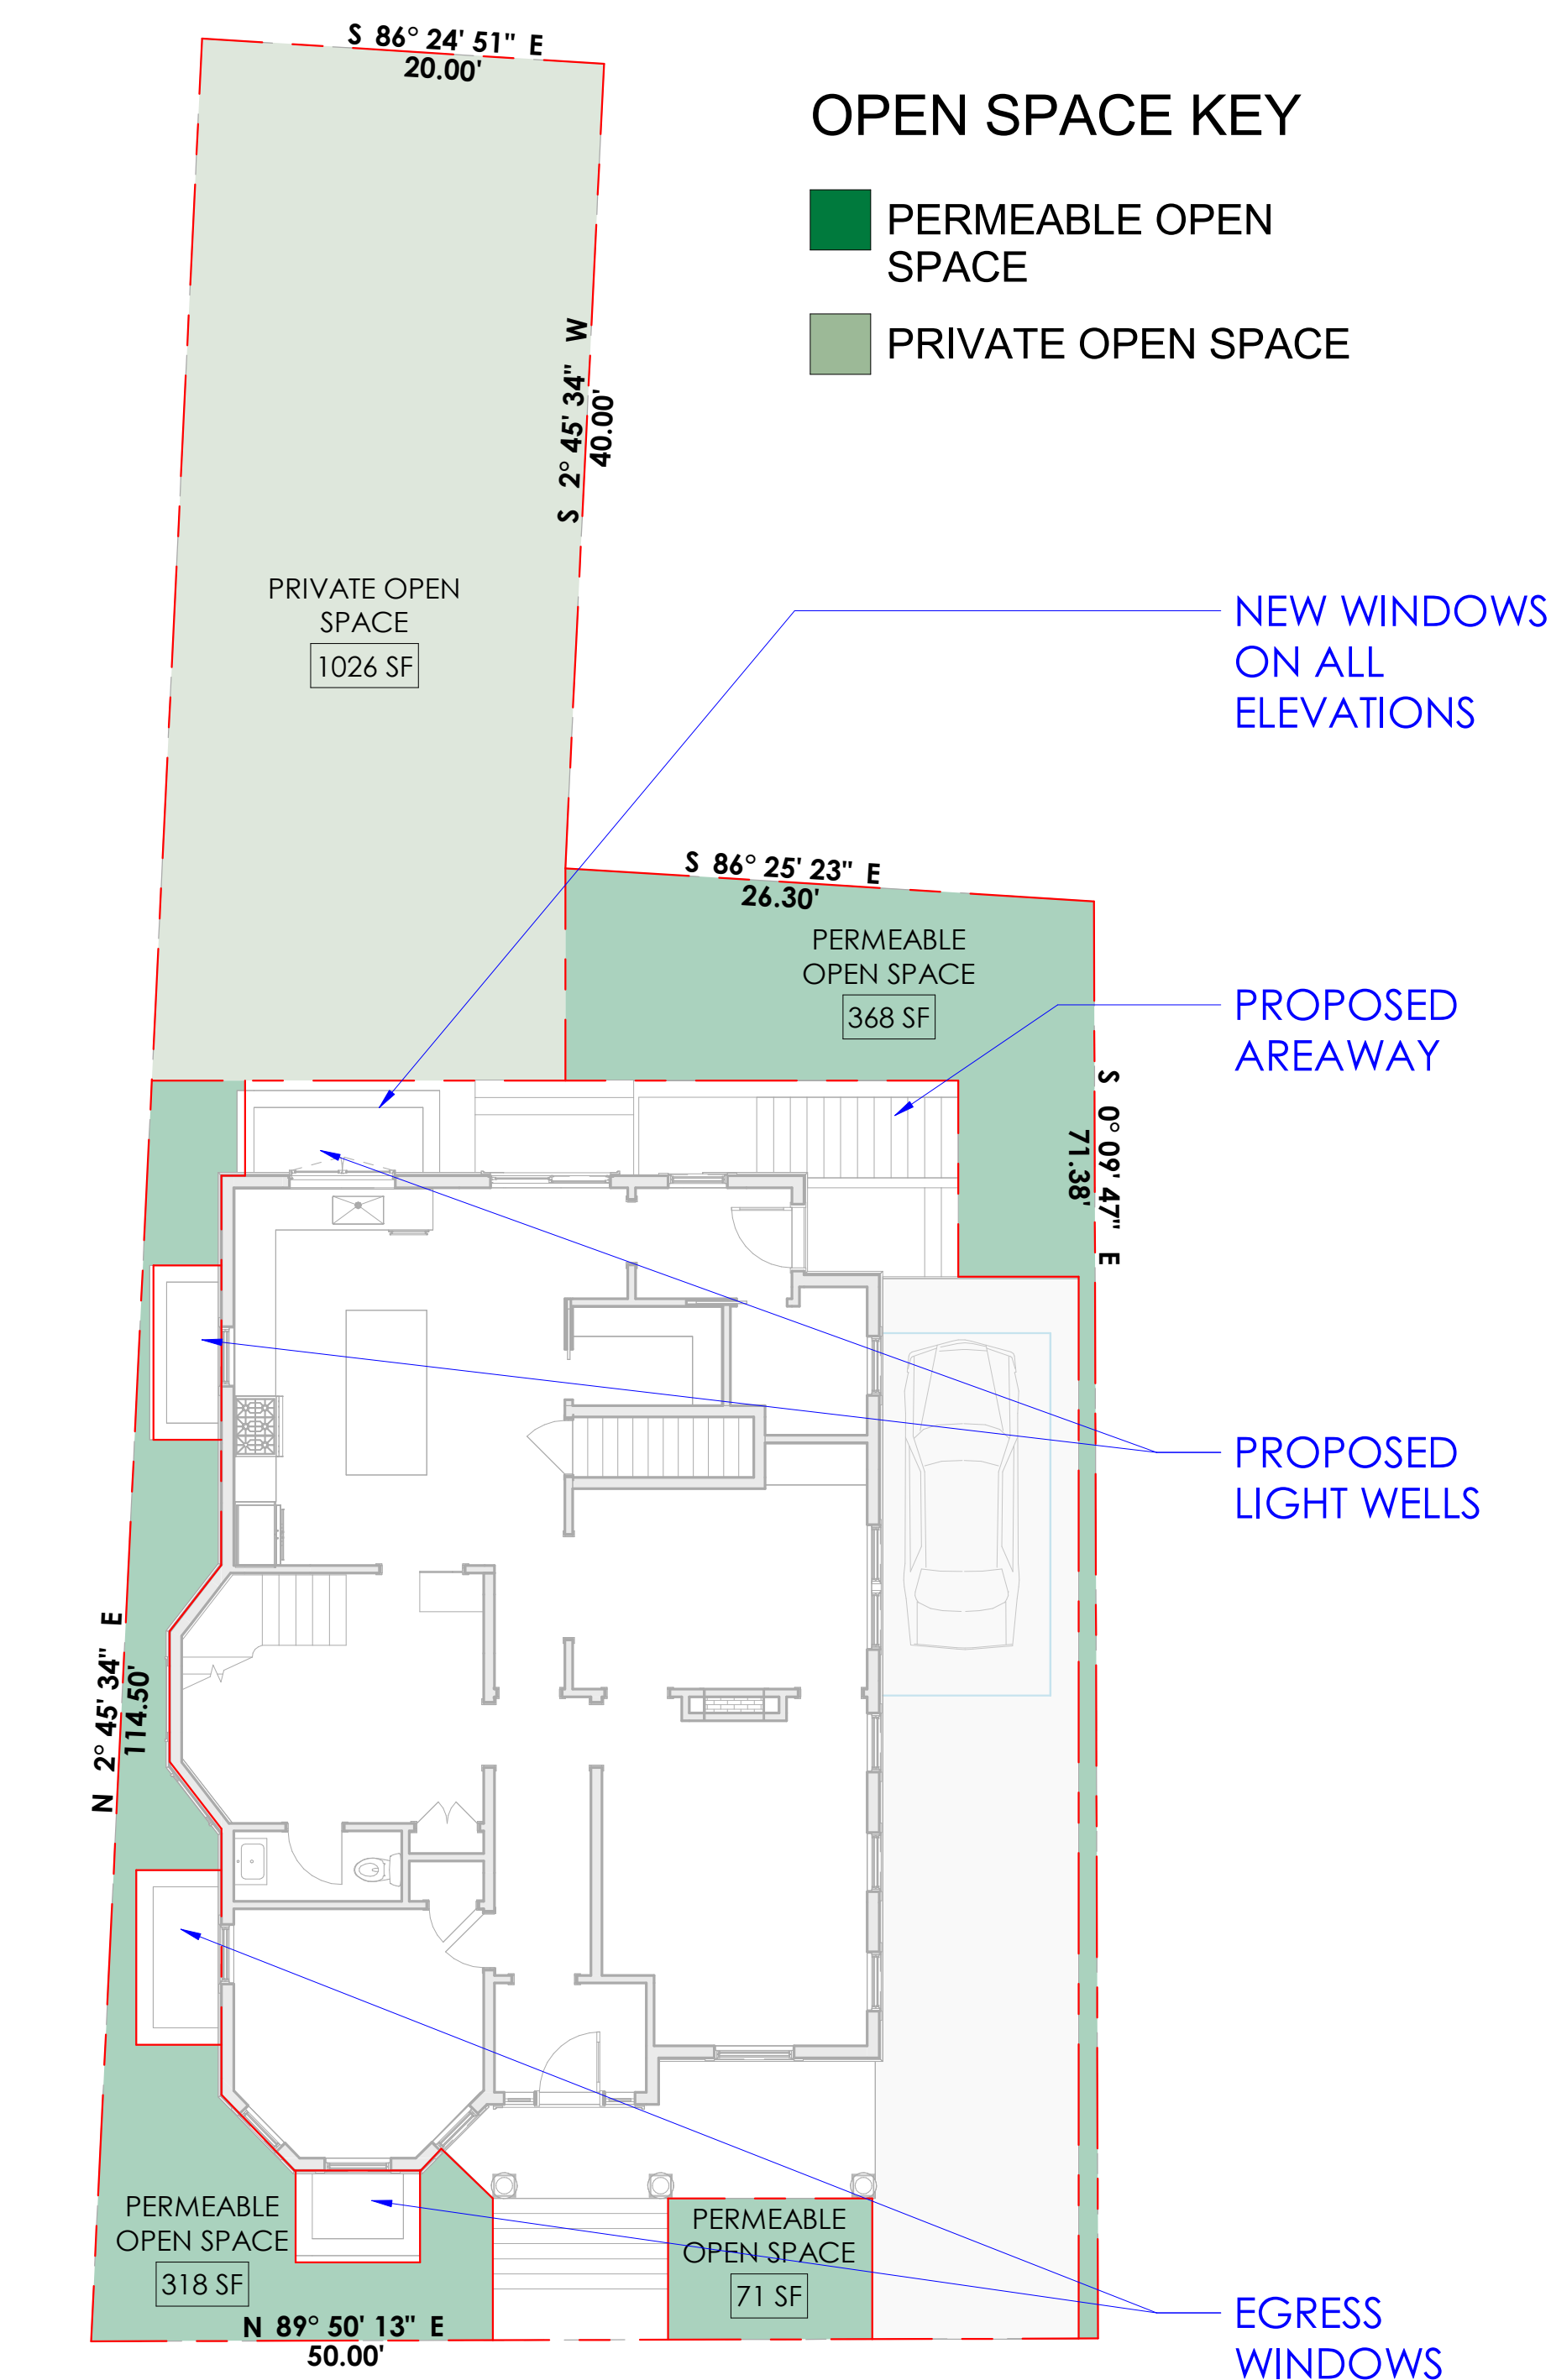 S 86° 24' 51" E
20.00'
OPEN SPACE KEY
PERMEABLE OPEN
SPACE
PRIVATE OPEN SPACE
S 2° 45' 34" W
40.00'
PRIVATE OPEN
SPACE
1026 SF
NEW WINDOWS
ON ALL
ELEVATIONS
S 86° 25' 23" E
26.30'
PERMEABLE
OPEN SPACE
368 SF
PROPOSED
AREAWAY
S 0° 09' 47" E
71.38'
PROPOSED
LIGHT WELLS
N 2° 45' 34" E
114.50'
PERMEABLE
OPEN SPACE
318 SF
PERMEABLE
OPEN SPACE
71 SF
N 89° 50' 13" E
50.00'
EGRESS
WINDOWS